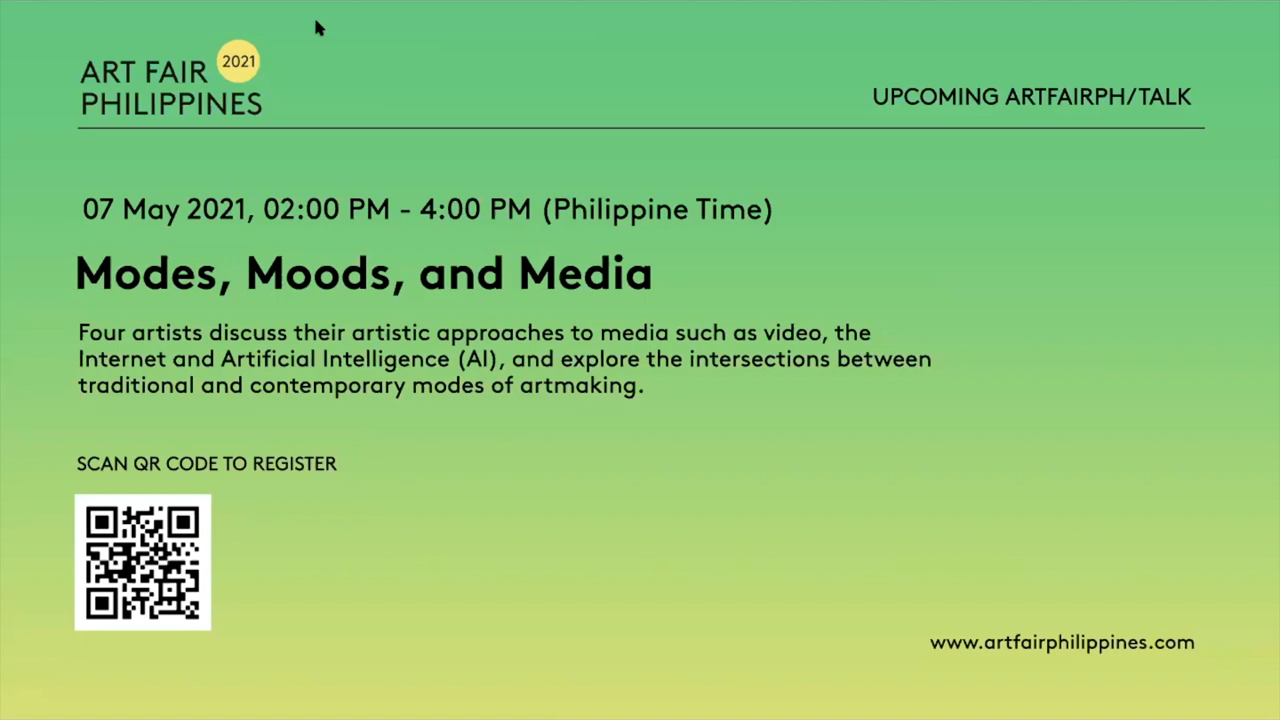 ART FAIR 2021
PHILIPPINES
UPCOMING ARTFAIRPH/TALK
07 May 2021, 02:00 PM - 4:00 PM (Philippine Time)
Modes, Moods, and Media
Four artists discuss their artistic approaches to media such as video, the
Internet and Artificial Intelligence (AI), and explore the intersections between
traditional and contemporary modes of artmaking.
SCAN QR CODE TO REGISTER
www.artfairphilippines.com